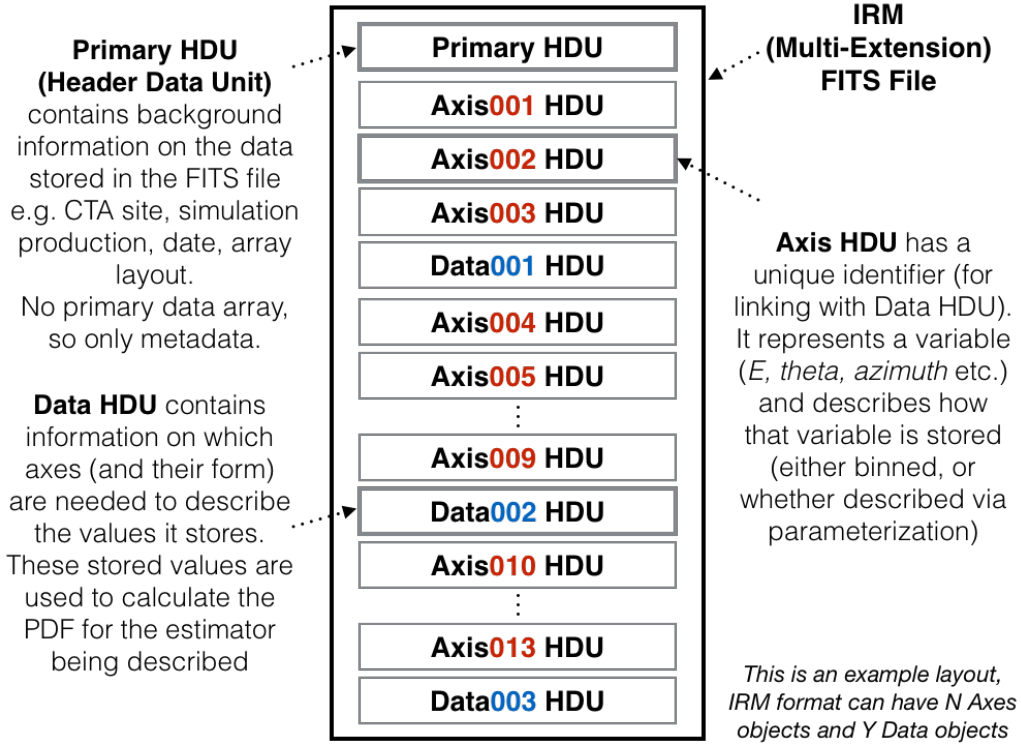 Primary HDU
(Header Data Unit)
contains background
information on the data
stored in the FITS file
e.g. CTA site, simulation
production, date, array
layout.
No primary data array,
so only metadata.
Data HDU contains
information on which
axes (and their form)
are needed to describe
the values it stores.
These stored values are
used to calculate the
PDF for the estimator
being described
Primary HDU
Axis001 HDU
Axis002 HDU
Axis003 HDU
Data001 HDU
Axis004 HDU
Axis005 HDU
Axis009 HDU
Data002 HDU
Axis010 HDU
Axis013 HDU
Data003 HDU
IRM
(Multi-Extension)
FITS File
Axis HDU has a
unique identifier (for
linking with Data HDU).
It represents a variable
(E, theta, azimuth etc.)
and describes how
that variable is stored
(either binned, or
whether described via
parameterization)
This is an example layout,
IRM format can have N Axes
objects and Y Data objects